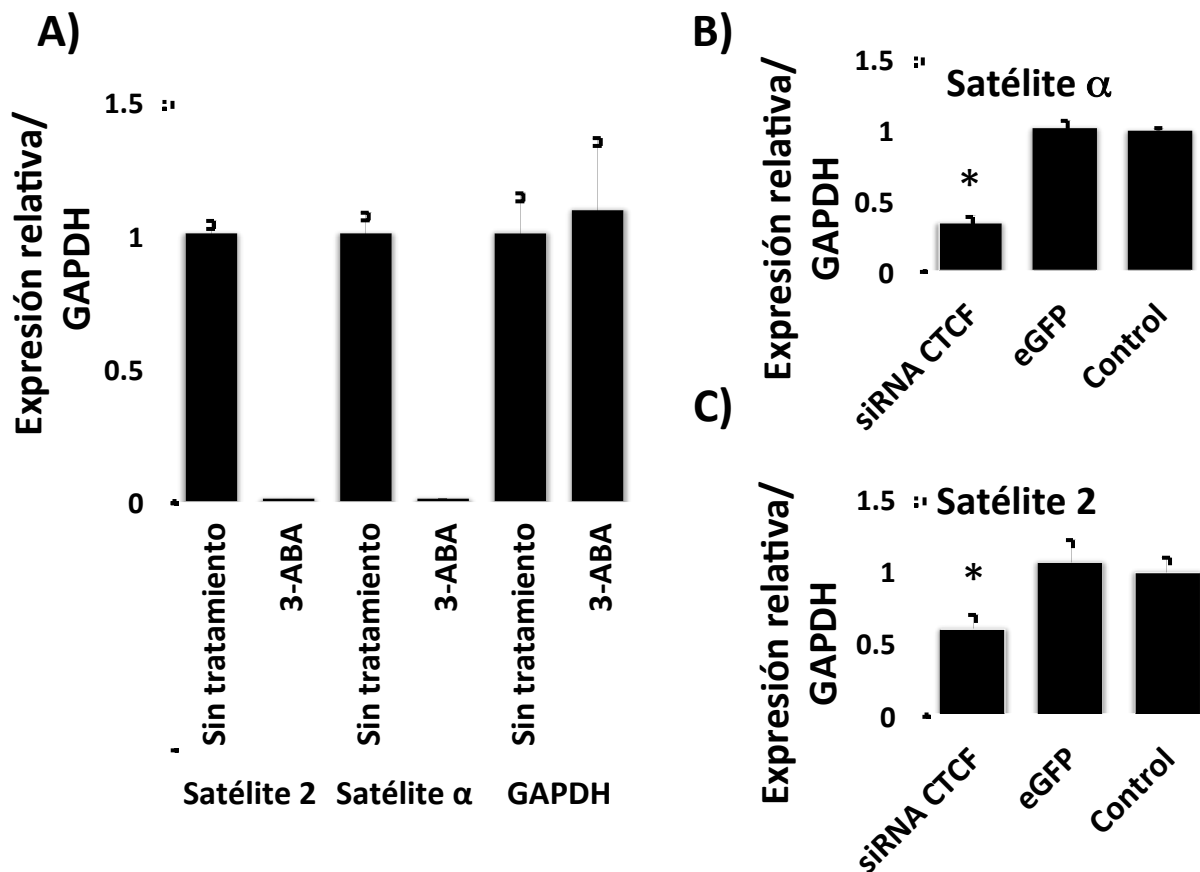 A)
Expresión relativa/
GAPDH
1.5
1
0.5
0
Sin tratamiento
3-ABA
Sin tratamiento
3-ABA
Sin tratamiento
3-ABA
Satélite 2
Satélite α
GAPDH
B)
Expresión relativa/
GAPDH
1.5
1
0.5
0
Satélite α
*
siRNA CTCF
eGFP
Control
C)
Expresión relativa/
GAPDH
1.5
1
0.5
0
Satélite 2
*
siRNA CTCF
eGFP
Control